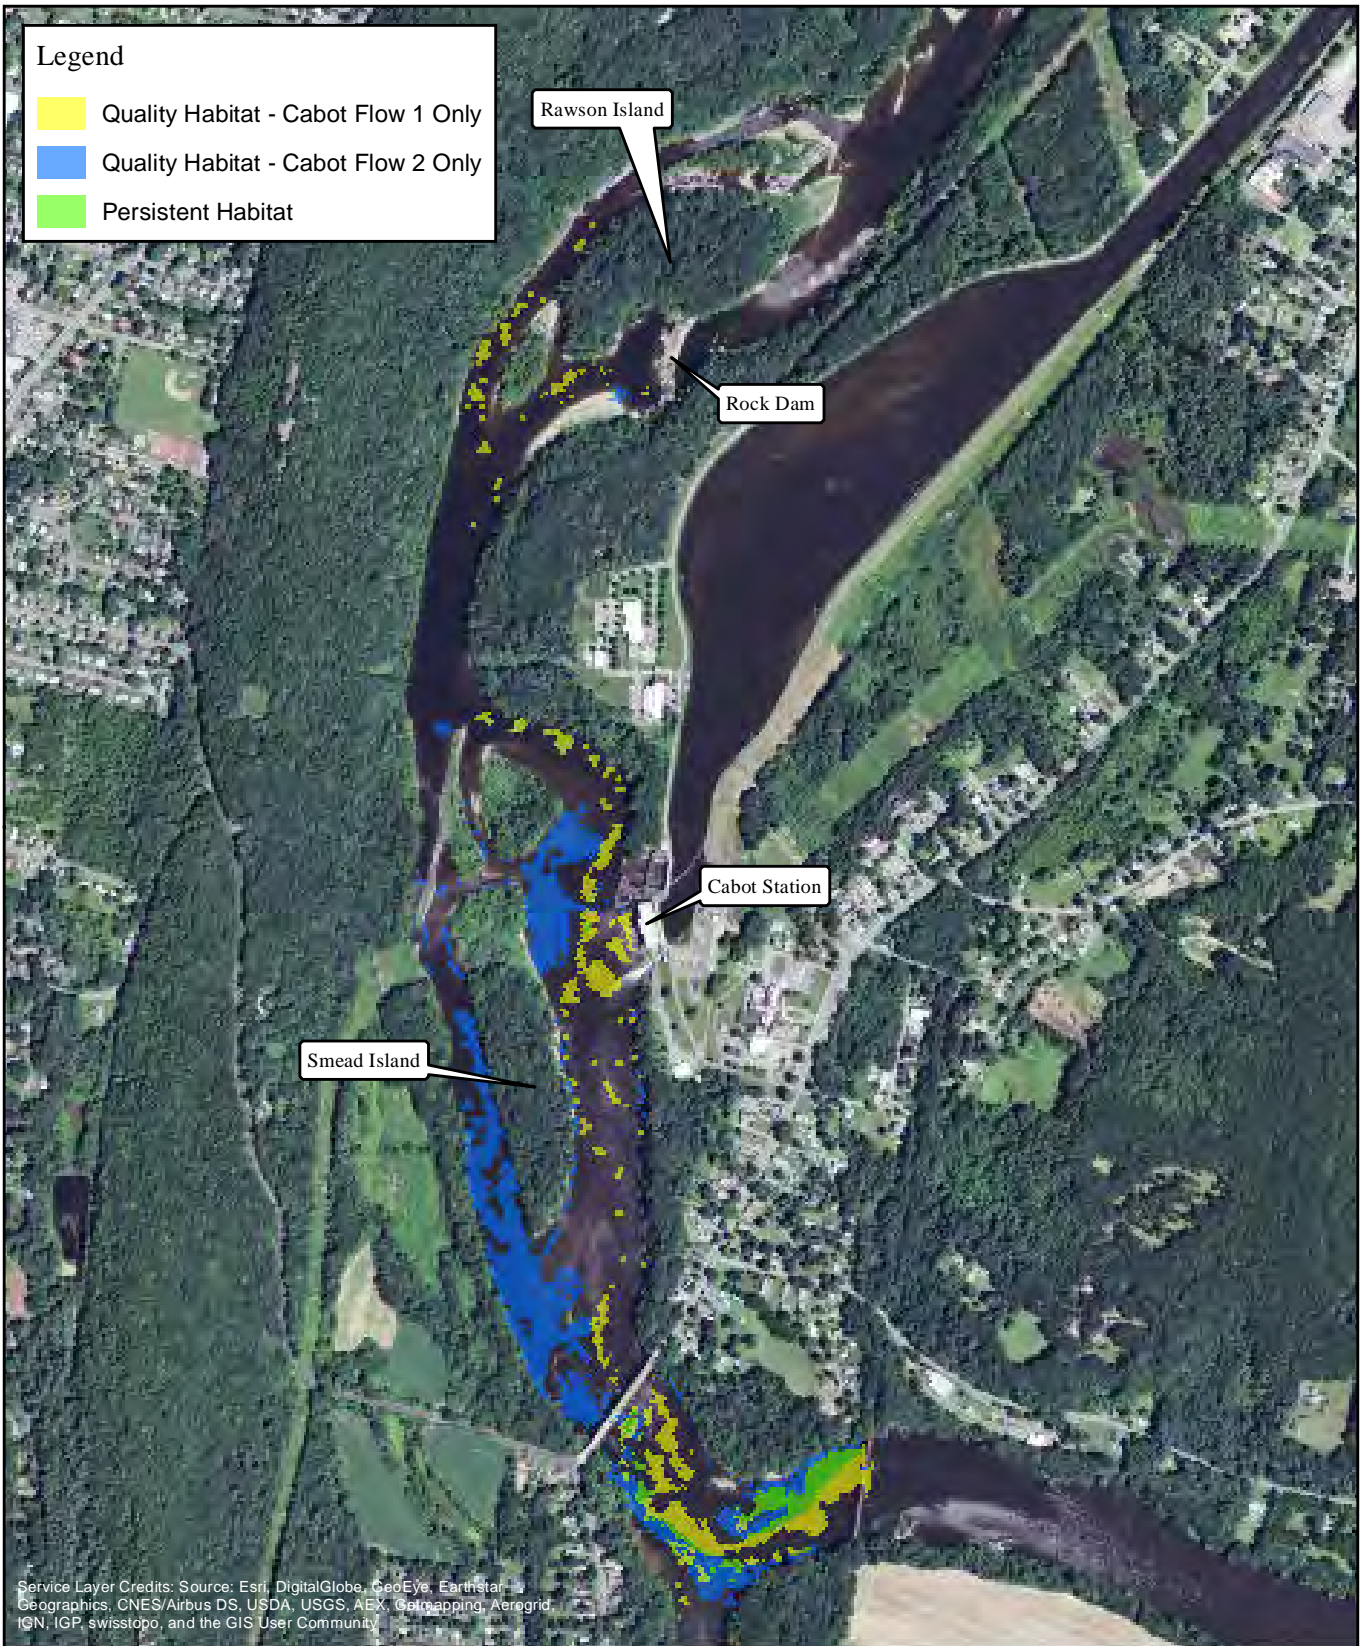 Legend
Quality Habitat - Cabot Flow 1 Only
Quality Habitat - Cabot Flow 2 Only
Persistent Habitat
Rawson Island
Rock Dam
Cabot Station
Smead Island
Service Layer Credits: Source: Esri, DigitalGlobe, GeoEye, Earthstar
Geographics, CNES/Airbus DS, USDA, USGS, AEX, Getmapping, Aerogrid,
IGN, IGP, swisstopo, and the GIS User Community